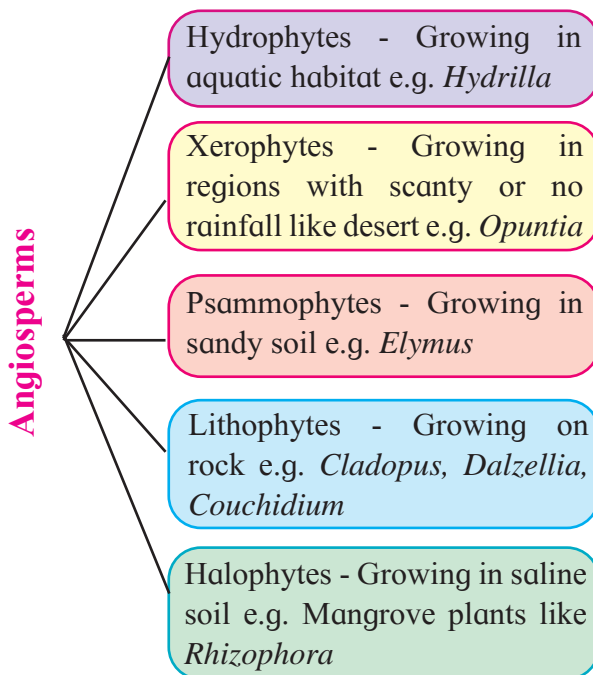 Angiosperms
Hydrophytes - Growing in
aquatic habitat e.g. Hydrilla
Xerophytes - Growing in
regions with scanty or no
rainfall like desert e.g. Opuntia
Psammophytes - Growing in
sandy soil e.g. Elymus
Lithophytes - Growing on
rock e.g. Cladopus, Dalzellia,
Couchidium
Halophytes - Growing in saline
soil e.g. Mangrove plants like
Rhizophora